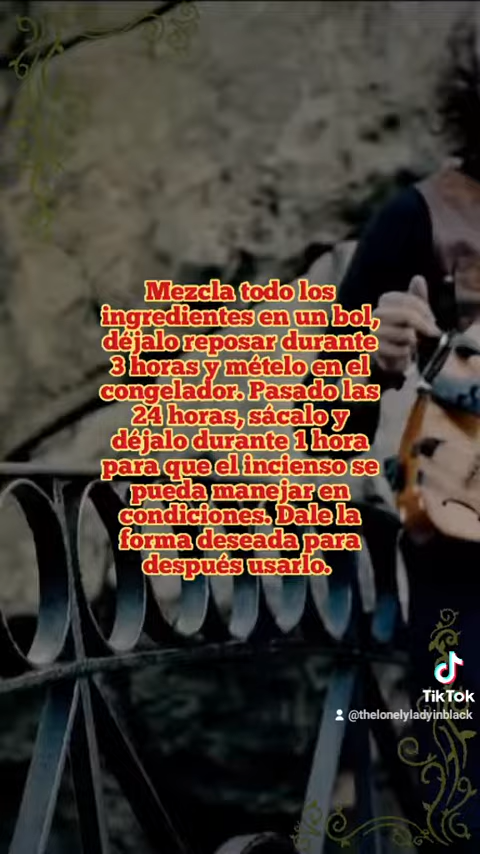 Mezcla todo los
ingredientes en un bol,
déjalo reposar durante
3 horas y mételo en el
congelador. Pasado las
24 horas, sácalo y
déjalo durante 1 hora
para que el incienso se
pueda manejar en
condiciones. Dale la
forma deseada para
después usarlo.
TikTok
@thelonelyladyinblack